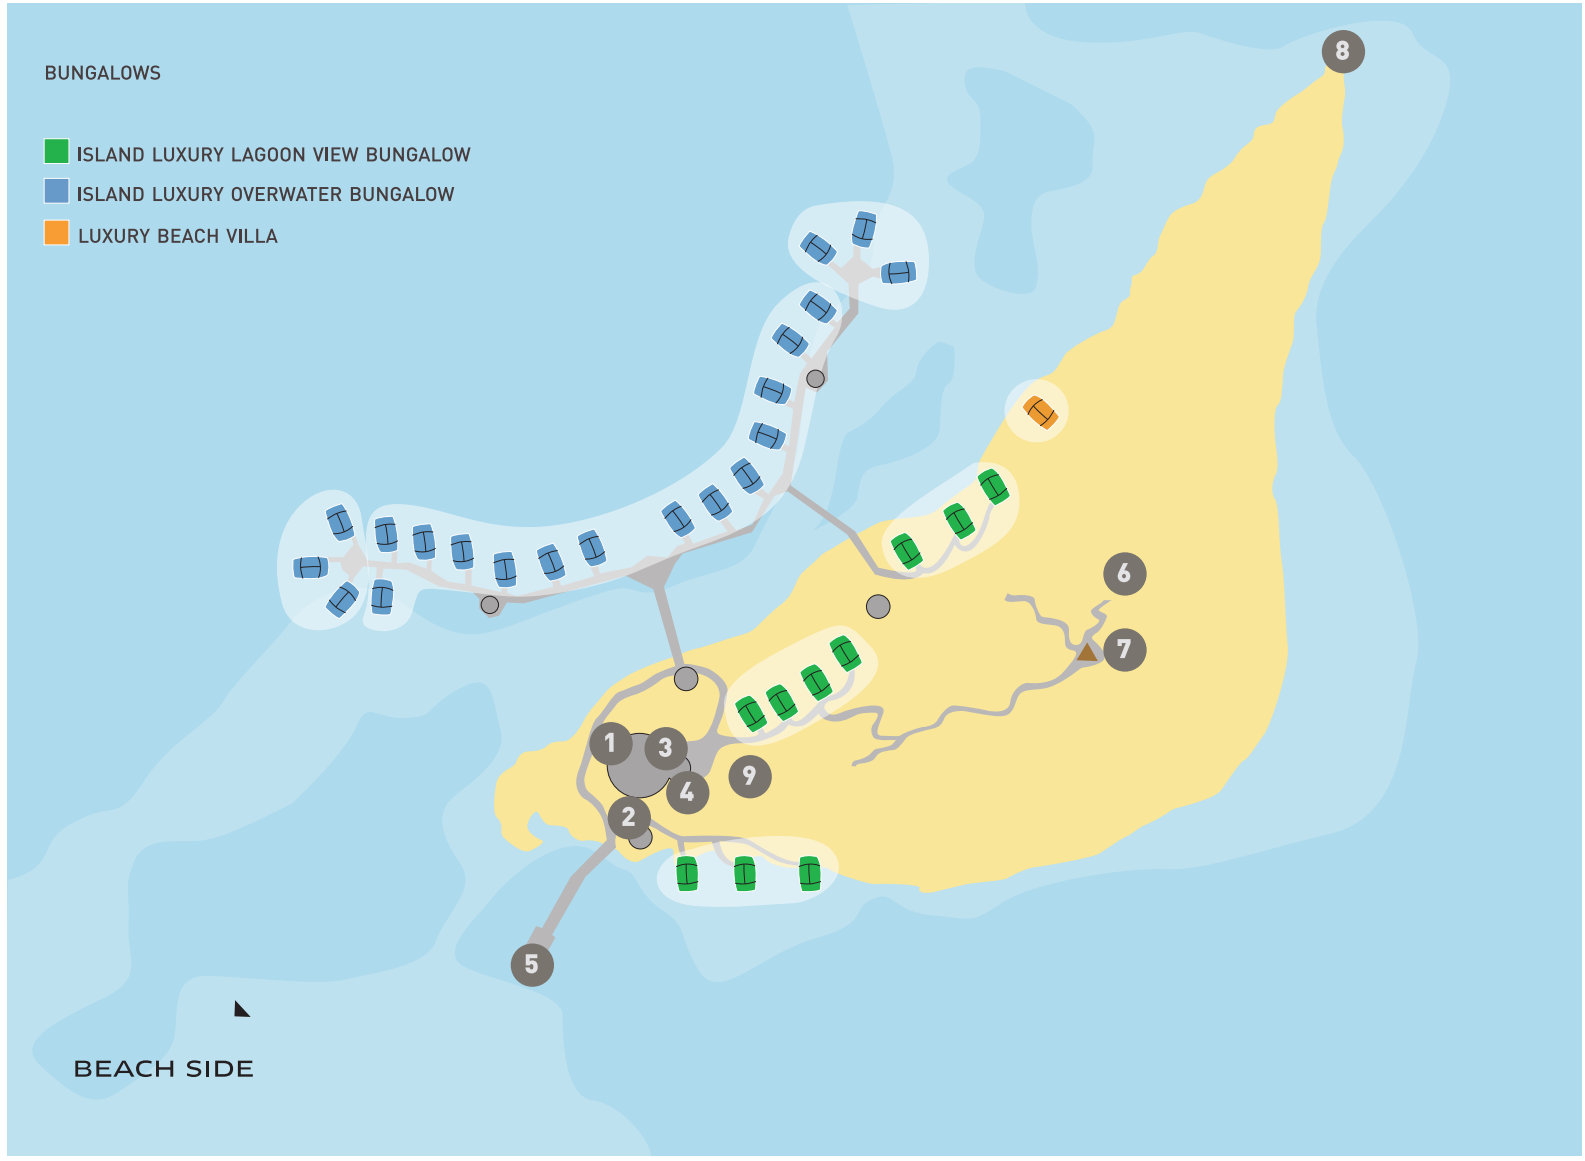 BUNGALOWS
ISLAND LUXURY LAGOON VIEW BUNGALOW
ISLAND LUXURY OVERWATER BUNGALOW
LUXURY BEACH VILLA
8
6
7
1
3
9
4
2
5
BEACH SIDE